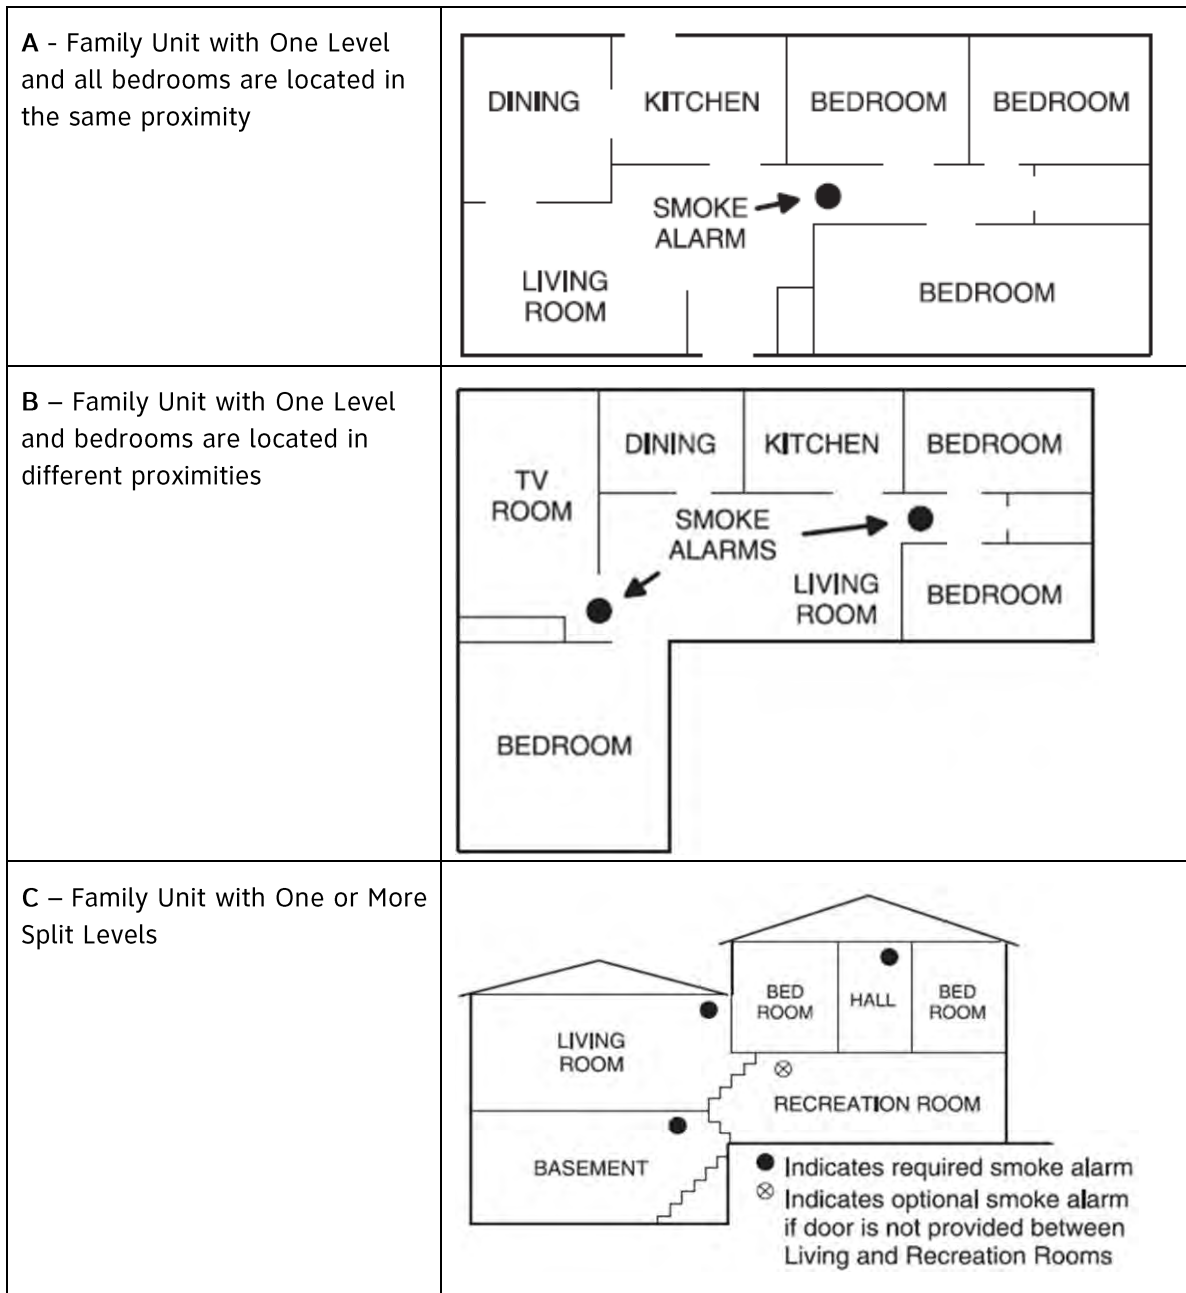 A - Family Unit with One Level
and all bedrooms are located in
the same proximity
DINING
KITCHEN
BEDROOM
BEDROOM
SMOKE
ALARM
LIVING
ROOM
BEDROOM
B – Family Unit with One Level
and bedrooms are located in
different proximities
DINING
KITCHEN
BEDROOM
TV
ROOM
SMOKE
ALARMS
LIVING
ROOM
BEDROOM
BEDROOM
C – Family Unit with One or More
Split Levels
BED
ROOM
HALL
BED
ROOM
LIVING
ROOM
RECREATION ROOM
BASEMENT
Indicates required smoke alarm
Indicates optional smoke alarm
if door is not provided between
Living and Recreation Rooms